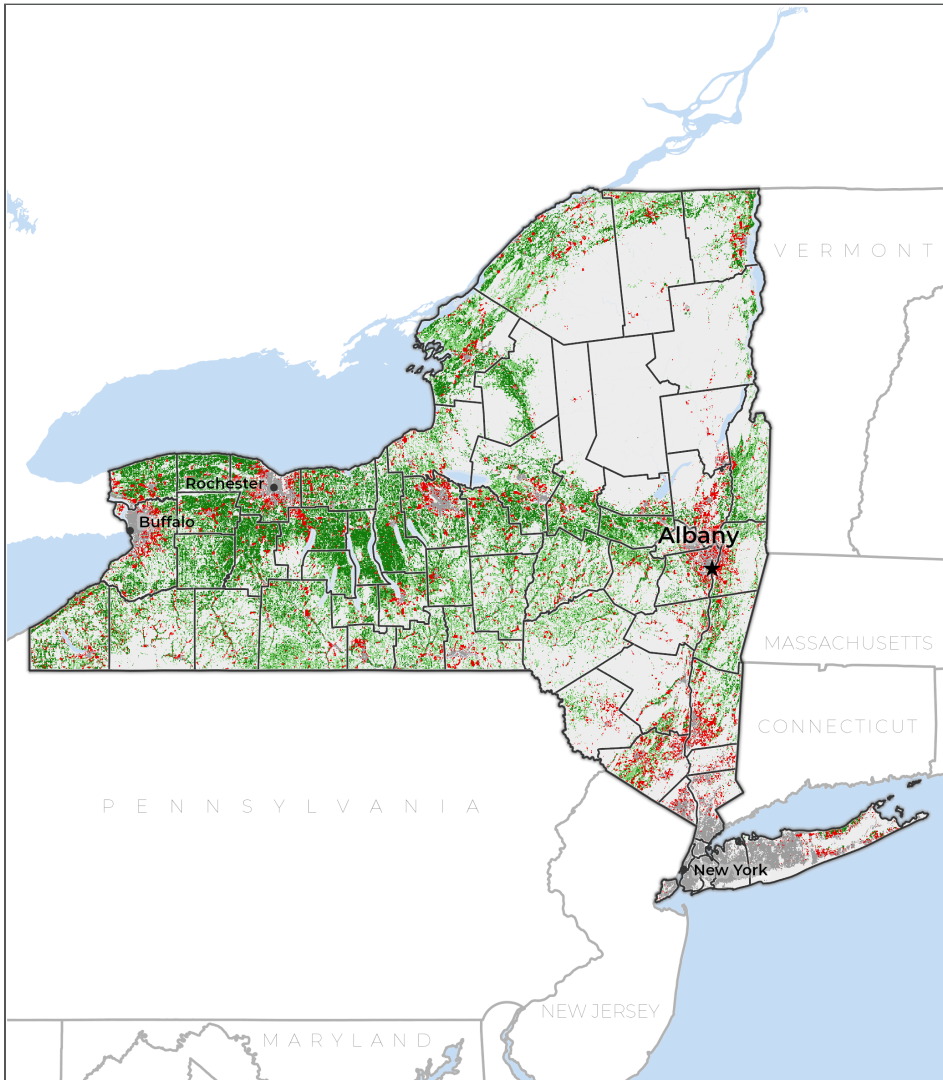 VERMONT
Rochester
Buffalo
Albany
MASSACHUSETTS
CONNECTICUT
PENNSYLVANIA
New York
NEW JERSEY
MARYLAND